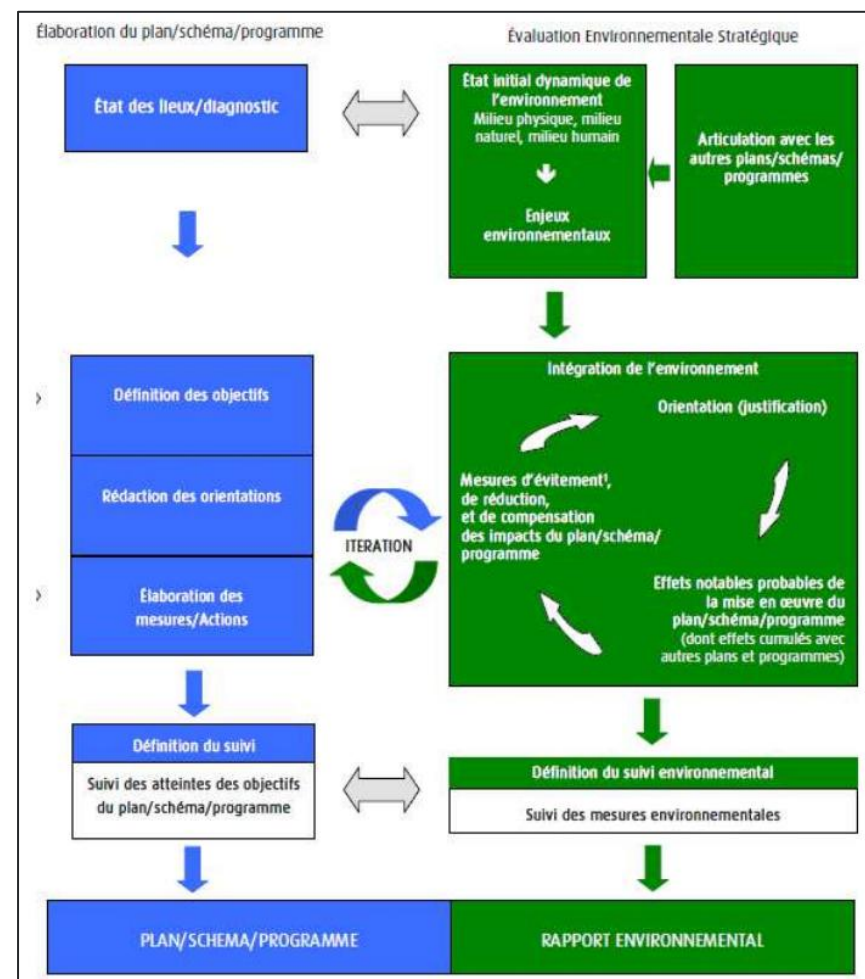 Élaboration du plan/schéma/programme
Évaluation Environnementale Stratégique
État des lieux/diagnostic
État initial dynamique de
l'environnement
Milieu physique, milieu
naturel, milieu humain
Enjeux
environnementaux
Articulation avec les
autres plans/schémas/
programmes
Définition des objectifs
Rédaction des orientations
Élaboration des
mesures/Actions
ITERATION
Intégration de l'environnement
Orientation (justification)
Mesures d'évitement¹,
de réduction,
et de compensation
des impacts du plan/schéma/
programme
Effets notables probables de
la mise en œuvre du
plan/schéma/programme
(dont effets cumulés avec
autres plans et programmes)
Définition du suivi
Suivi des atteintes des objectifs
du plan/schéma/programme
Définition du suivi environnemental
Suivi des mesures environnementales
PLAN/SCHEMA/PROGRAMME
RAPPORT ENVIRONNEMENTAL